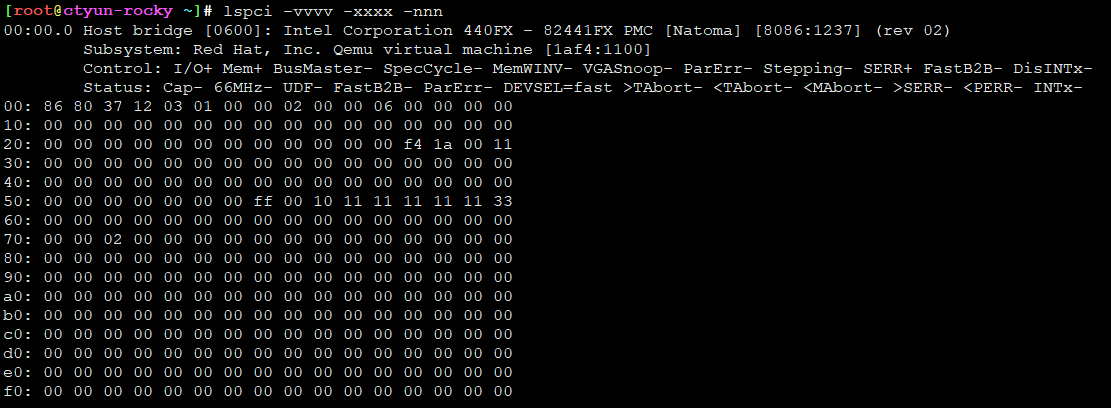 [root@ctyun-rocky ~]# lspci -vvvv -xxxx -nnn
00:00.0 Host bridge [0600]: Intel Corporation 440FX - 82441FX PMC [Natoma] [8086:1237] (rev 02)
        Subsystem: Red Hat, Inc. Qemu virtual machine [1af4:1100]
        Control: I/O+ Mem+ BusMaster- SpecCycle- MemWINV- VGASnoop- ParErr- Stepping- SERR+ FastB2B- DisINTx-
        Status: Cap- 66MHz- UDF- FastB2B- ParErr- DEVSEL=fast >TAbort- <TAbort- <MAbort- >SERR- <PERR- INTx-
00: 86 80 37 12 03 01 00 00 02 00 00 06 00 00 00 00
10: 00 00 00 00 00 00 00 00 00 00 00 00 00 00 00 00
20: 00 00 00 00 00 00 00 00 00 00 00 00 f4 1a 00 11
30: 00 00 00 00 00 00 00 00 00 00 00 00 00 00 00 00
40: 00 00 00 00 00 00 00 00 00 00 00 00 00 00 00 00
50: 00 00 00 00 00 00 00 ff 00 10 11 11 11 11 11 33
60: 00 00 00 00 00 00 00 00 00 00 00 00 00 00 00 00
70: 00 00 02 00 00 00 00 00 00 00 00 00 00 00 00 00
80: 00 00 00 00 00 00 00 00 00 00 00 00 00 00 00 00
90: 00 00 00 00 00 00 00 00 00 00 00 00 00 00 00 00
a0: 00 00 00 00 00 00 00 00 00 00 00 00 00 00 00 00
b0: 00 00 00 00 00 00 00 00 00 00 00 00 00 00 00 00
c0: 00 00 00 00 00 00 00 00 00 00 00 00 00 00 00 00
d0: 00 00 00 00 00 00 00 00 00 00 00 00 00 00 00 00
e0: 00 00 00 00 00 00 00 00 00 00 00 00 00 00 00 00
f0: 00 00 00 00 00 00 00 00 00 00 00 00 00 00 00 00